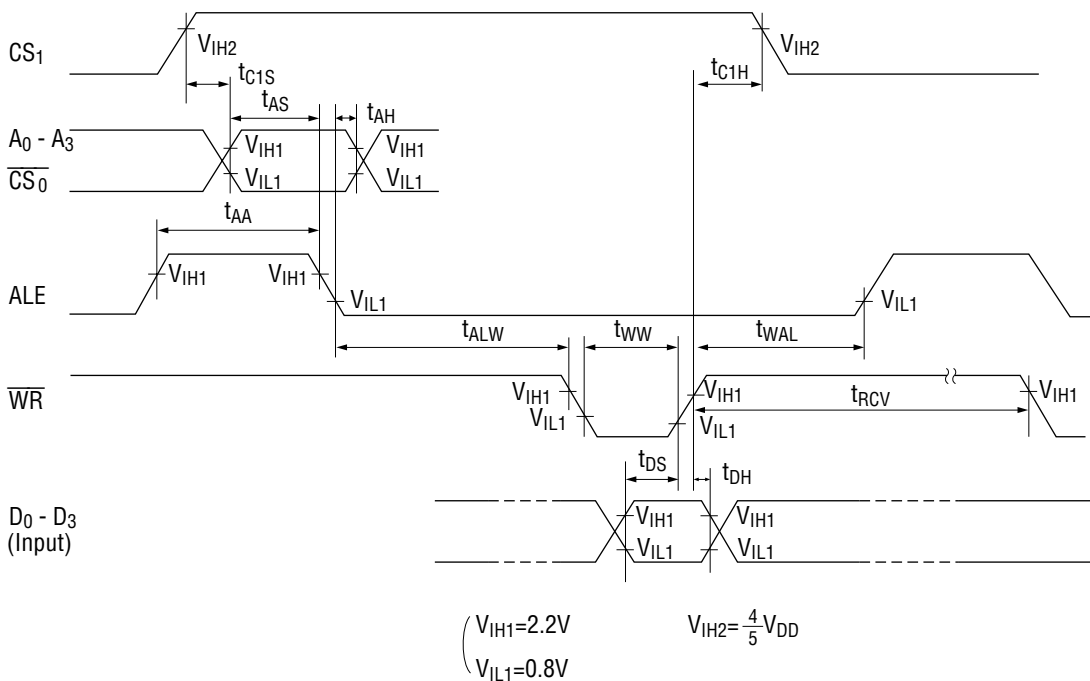 CS1
VIH2
VIH2
tC1S
tC1H
tAS
tAH
A0 - A3
CS0
VIH1
VIH1
VIL1
VIL1
tAA
ALE
VIH1
VIH1
VIL1
VIL1
tALW
tWW
tWAL
WR
VIH1
VIH1
VIH1
VIL1
VIL1
tRCV
tDS
tDH
D0 - D3
(Input)
VIH1
VIH1
VIL1
VIL1
VIH1=2.2V
VIH2=4/5VDD
VIL1=0.8V